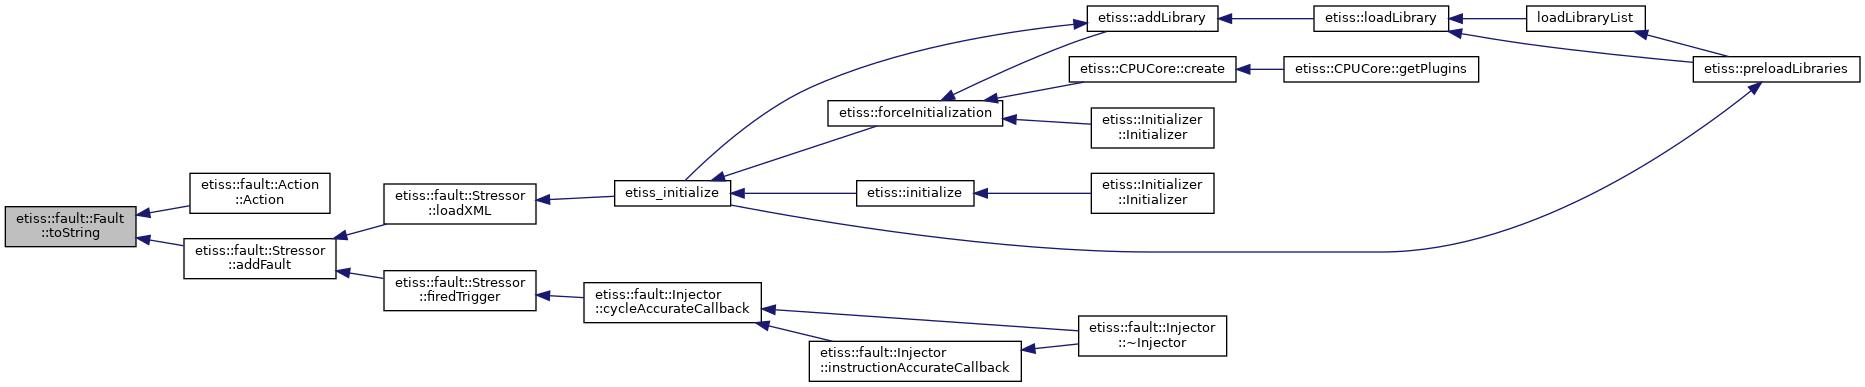 etiss::fault::Fault
::toString
etiss::fault::Action
::Action
etiss::fault::Stressor
::addFault
etiss::fault::Stressor
::loadXML
etiss::fault::Stressor
::firedTrigger
etiss_initialize
etiss::fault::Injector
::cycleAccurateCallback
etiss::forceInitialization
etiss::initialize
etiss::fault::Injector
::instructionAccurateCallback
etiss::addLibrary
etiss::CPUCore::create
etiss::Initializer
::Initializer
etiss::Initializer
::Initializer
etiss::fault::Injector
::~Injector
etiss::loadLibrary
etiss::CPUCore::getPlugins
loadLibraryList
etiss::preloadLibraries